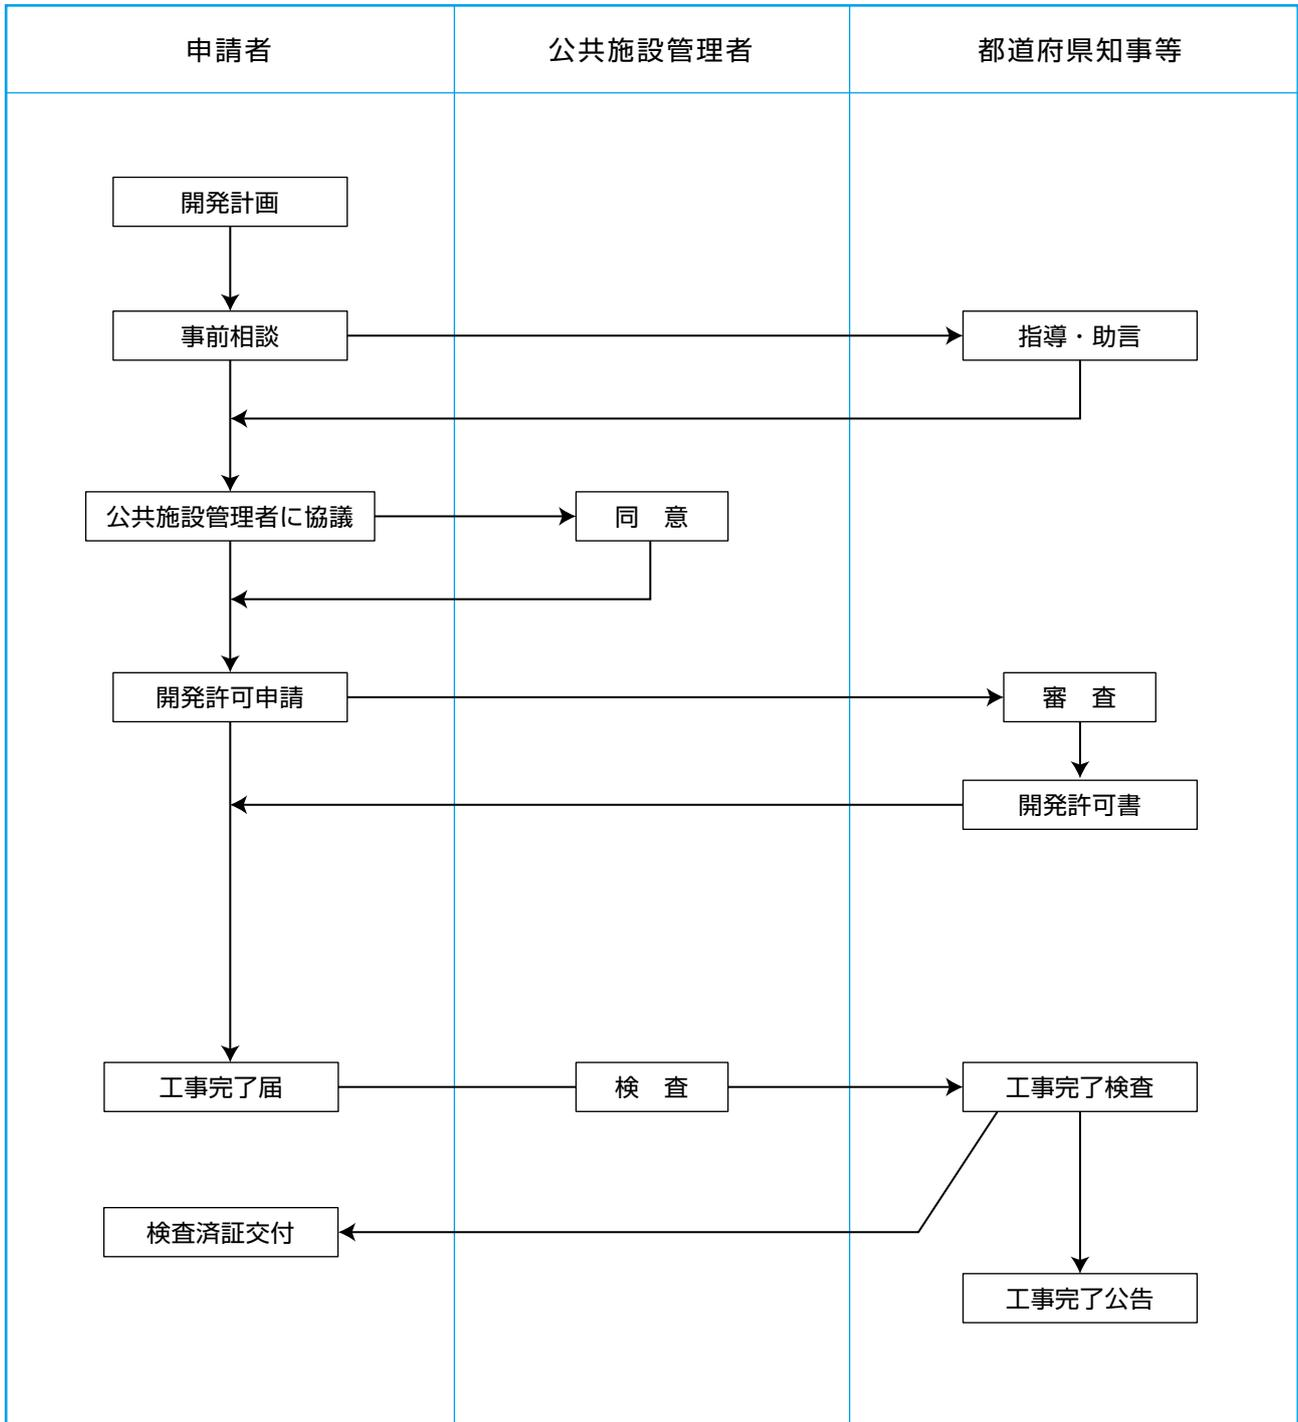 申請者
公共施設管理者
都道府県知事等
開発計画
事前相談
指導・助言
公共施設管理者に協議
同　意
開発許可申請
審　査
開発許可書
工事完了届
検　査
工事完了検査
検査済証交付
工事完了公告